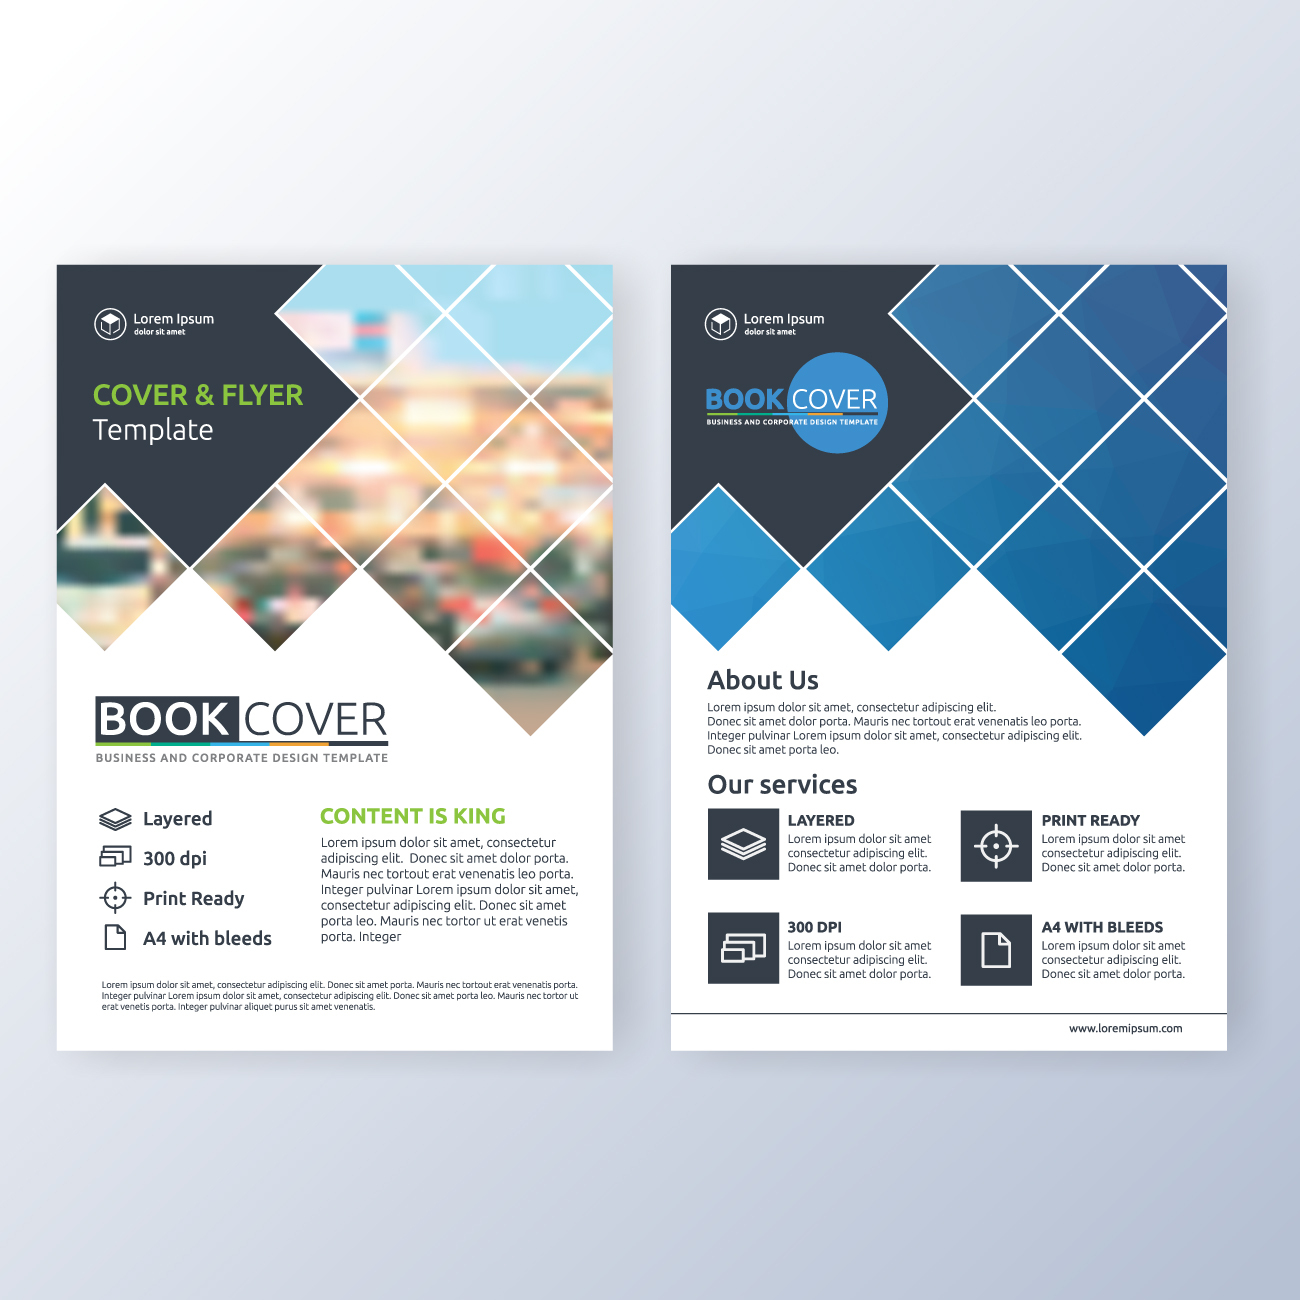 Lorem Ipsum
dolor sit amet
COVER & FLYER
Template
BOOK COVER
BUSINESS AND CORPORATE DESIGN TEMPLATE
Layered
300 dpi
Print Ready
A4 with bleeds
CONTENT IS KING
Lorem ipsum dolor sit amet, consectetur
adipiscing elit. Donec sit amet dolor porta.
Mauris nec tortout erat venenatis leo porta.
Integer pulvinar Lorem ipsum dolor sit amet,
consectetur adipiscing elit. Donec sit amet
porta leo. Mauris nec tortor ut erat venetis
porta. Integer
Lorem ipsum dolor sit amet, consectetur adipiscing elit. Donec sit amet porta. Mauris nec tortout erat venenatis porta.
Integer pulvinar Lorem ipsum dolor sit amet, consectetur adipiscing elit. Donec sit amet porta leo. Mauris nec tortor ut
erat venetis porta. Integer pulvinar aliquet purus sit amet venenatis.
Lorem Ipsum
dolor sit amet
BOOK COVER
BUSINESS AND CORPORATE DESIGN TEMPLATE
About Us
Lorem ipsum dolor sit amet, consectetur adipiscing elit.
Donec sit amet dolor porta. Mauris nec tortout erat venenatis leo porta.
Integer pulvinar Lorem ipsum dolor sit amet, consectetur adipiscing elit.
Donec sit amet porta leo.
Our services
LAYERED
Lorem ipsum dolor sit amet
consectetur adipiscing elit.
Donec sit amet dolor porta.
PRINT READY
Lorem ipsum dolor sit amet
consectetur adipiscing elit.
Donec sit amet dolor porta.
300 DPI
Lorem ipsum dolor sit amet
consectetur adipiscing elit.
Donec sit amet dolor porta.
A4 WITH BLEEDS
Lorem ipsum dolor sit amet
consectetur adipiscing elit.
Donec sit amet dolor porta.
www.loremipsum.com